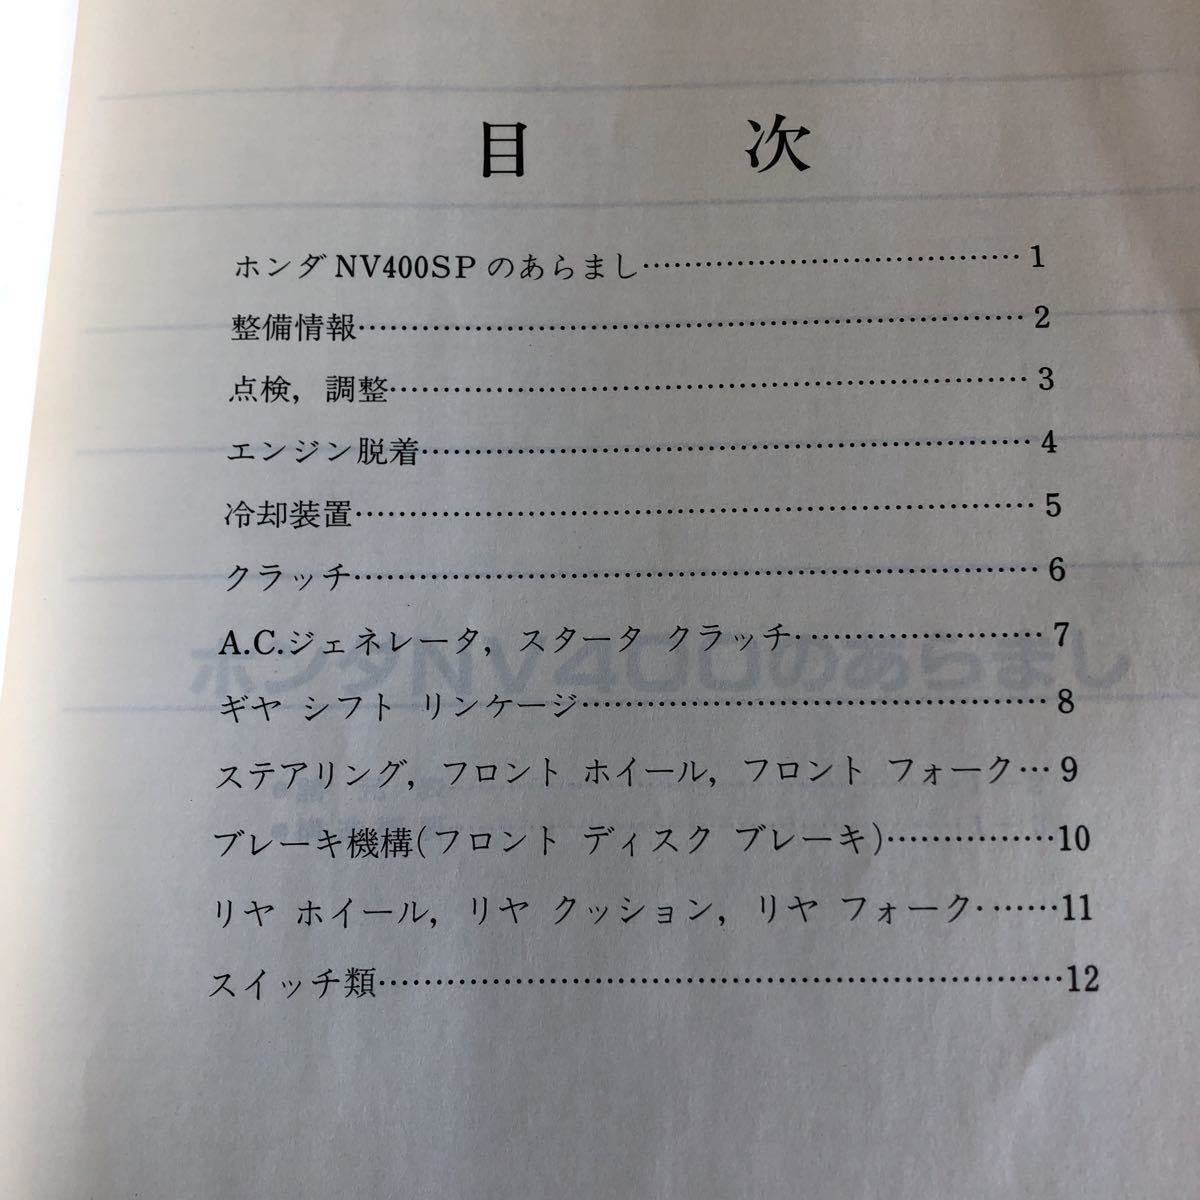 目 次
ホンダNV400SPのあらまし……………………………… 1
整備情報……………………………………………………… 2
点検，調整…………………………………………………… 3
エンジン脱着………………………………………………… 4
冷却装置……………………………………………………… 5
クラッチ……………………………………………………… 6
A.C.ジェネレータ，スタータ クラッチ…………………… 7
ギヤ シフト リンケージ…………………………………… 8
ステアリング，フロント ホイール，フロント フォーク… 9
ブレーキ機構(フロント ディスク ブレーキ)……………10
リヤ ホイール，リヤ クッション，リヤ フォーク………11
スイッチ類……………………………………………………12
ホンダNV400のあらまし